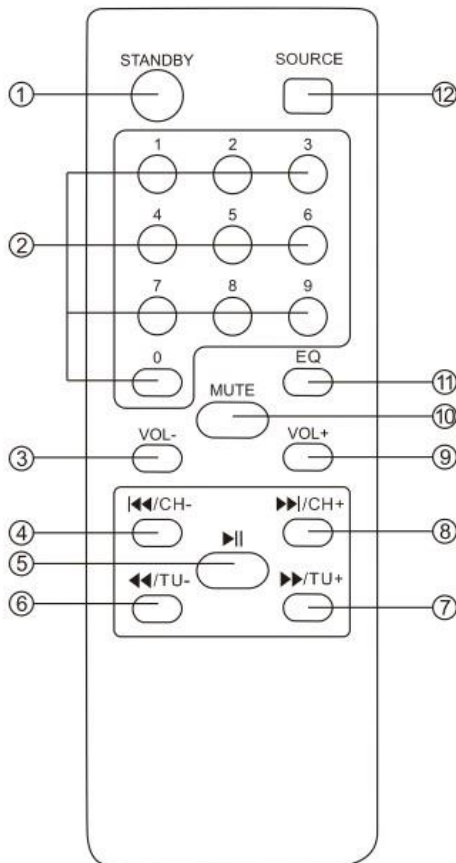 STANDBY SOURCE
① ⑫
1 2 3
4 5 6
②
7 8 9
0 EQ
⑪
MUTE
⑩
VOL- VOL+
③ ⑨
|◀◀/CH- ▶▶|/CH+
④ ⑧
▶||
⑤
◀◀/TU- ▶▶/TU+
⑥ ⑦